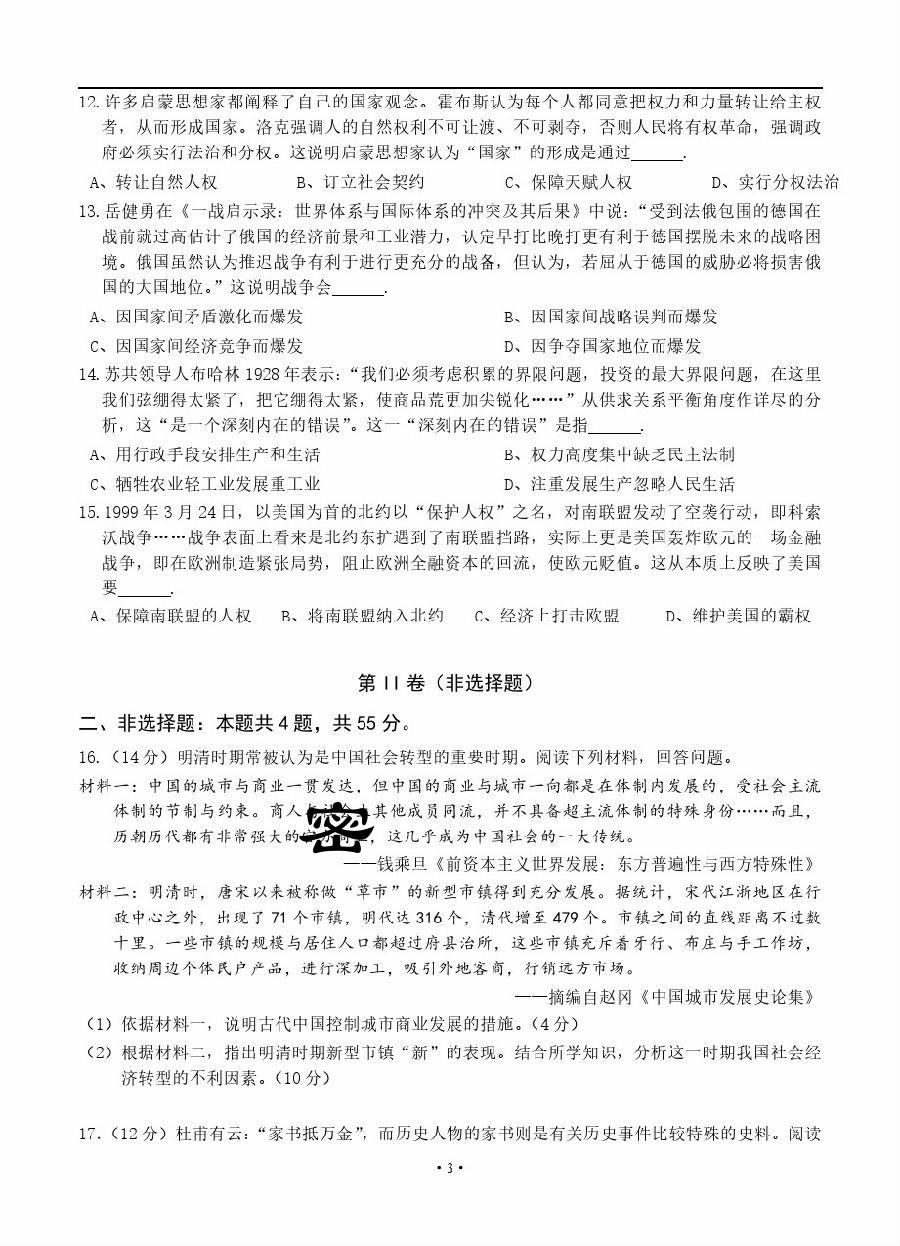 12. 许多启蒙思想家都阐释了自己的国家观念。霍布斯认为每个人都同意把权力和力量转让给主权
者，从而形成国家。洛克强调人的自然权利不可让渡、不可剥夺，否则人民将有权革命，强调政
府必须实行法治和分权。这说明启蒙思想家认为“国家”的形成是通过______.
A、转让自然人权 B、订立社会契约 C、保障天赋人权 D、实行分权法治
13. 岳健勇在《一战启示录：世界体系与国际体系的冲突及其后果》中说：“受到法俄包围的德国在
战前就过高估计了俄国的经济前景和工业潜力，认定早打比晚打更有利于德国摆脱未来的战略困
境。俄国虽然认为推迟战争有利于进行更充分的战备，但认为，若屈从于德国的威胁必将损害俄
国的大国地位。”这说明战争会______.
A、因国家间矛盾激化而爆发 B、因国家间战略误判而爆发
C、因国家间经济竞争而爆发 D、因争夺国家地位而爆发
14. 苏共领导人布哈林 1928 年表示：“我们必须考虑积累的界限问题，投资的最大界限问题，在这里
我们弦绷得太紧了，把它绷得太紧，使商品荒更加尖锐化……”从供求关系平衡角度作详尽的分
析，这“是一个深刻内在的错误”。这一“深刻内在的错误”是指______.
A、用行政手段安排生产和生活 B、权力高度集中缺乏民主法制
C、牺牲农业轻工业发展重工业 D、注重发展生产忽略人民生活
15. 1999 年 3 月 24 日，以美国为首的北约以“保护人权”之名，对南联盟发动了空袭行动，即科索
沃战争……战争表面上看来是北约东扩遇到了南联盟挡路，实际上更是美国轰炸欧元的 场金融
战争，即在欧洲制造紧张局势，阻止欧洲全融资本的回流，使欧元贬值。这从本质上反映了美国
要______.
A、保障南联盟的人权 B、将南联盟纳入北约 C、经济上打击欧盟 D、维护美国的霸权
第 II 卷（非选择题）
二、非选择题：本题共 4 题，共 55 分。
16.（14 分）明清时期常被认为是中国社会转型的重要时期。阅读下列材料，回答问题。
材料一：中国的城市与商业一贯发达，但中国的商业与城市一向都是在体制内发展的，受社会主流
体制的节制与约束。商人 密 其他成员同流，并不具备超主流体制的特殊身份……而且，
历朝历代都有非常强大的 ，这几乎成为中国社会的一大传统。
——钱乘旦《前资本主义世界发展：东方普遍性与西方特殊性》
材料二：明清时，唐宋以来被称做“草市”的新型市镇得到充分发展。据统计，宋代江浙地区在行
政中心之外，出现了 71 个市镇，明代达 316 个，清代增至 479 个。市镇之间的直线距离不过数
十里。一些市镇的规模与居住人口都超过府县治所，这些市镇充斥着牙行、布庄与手工作坊，
收纳周边个体民户产品，进行深加工，吸引外地客商，行销远方市场。
——摘编自赵冈《中国城市发展史论集》
（1）依据材料一，说明古代中国控制城市商业发展的措施。（4 分）
（2）根据材料二，指出明清时期新型市镇“新”的表现。结合所学知识，分析这一时期我国社会经
济转型的不利因素。（10 分）
17.（12 分）杜甫有云：“家书抵万金”，而历史人物的家书则是有关历史事件比较特殊的史料。阅读
• 3 •